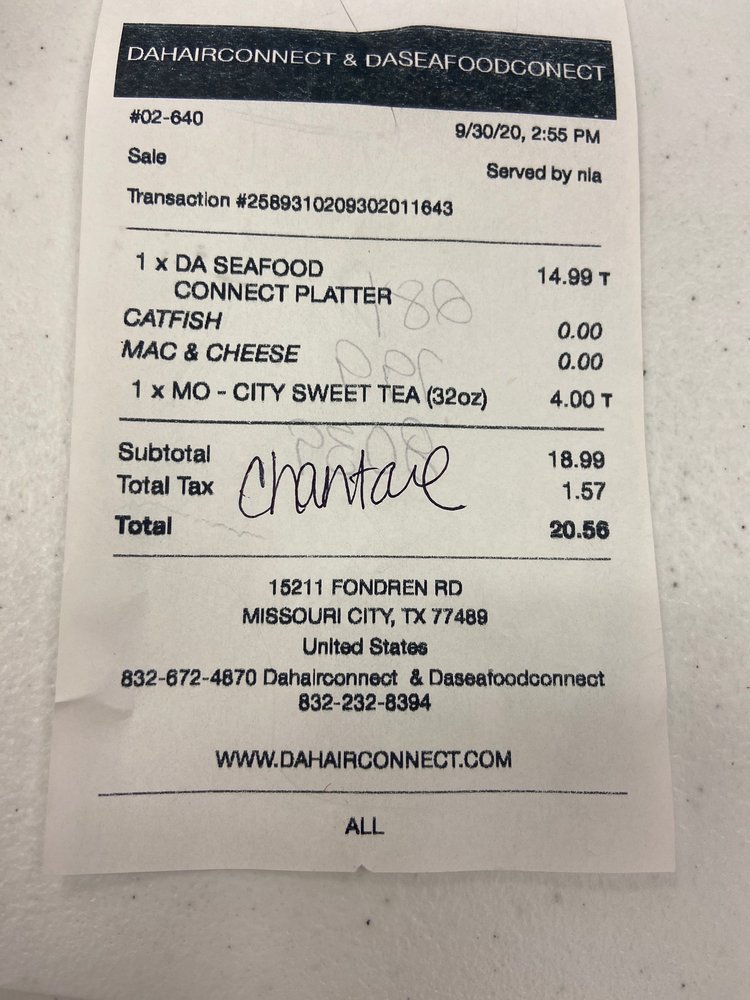 DAHAIRCONNECT & DASEAFOODCONECT
#02-640 9/30/20, 2:55 PM
Sale Served by nia
Transaction #2589310209302011643
1 x DA SEAFOOD CONNECT PLATTER 14.99 T
CATFISH 0.00
MAC & CHEESE 0.00
1 x MO - CITY SWEET TEA (32oz) 4.00 T
Subtotal 18.99
Total Tax 1.57
Total 20.56
15211 FONDREN RD
MISSOURI CITY, TX 77489
United States
832-672-4870 Dahairconnect & Daseafoodconnect
832-232-8394
WWW.DAHAIRCONNECT.COM
ALL